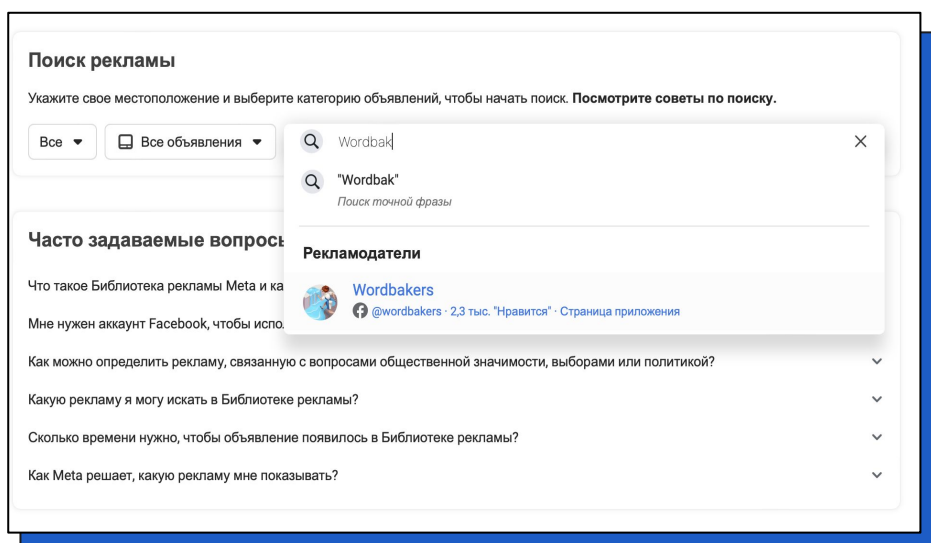 Поиск рекламы
Укажите свое местоположение и выберите категорию объявлений, чтобы начать поиск. Посмотрите советы по поиску.
Все
Все объявления
Wordbak
"Wordbak"
Поиск точной фразы
Рекламодатели
Wordbakers
@wordbakers · 2,3 тыс. "Нравится" · Страница приложения
Часто задаваемые вопрос
Что такое Библиотека рекламы Meta и ка
Мне нужен аккаунт Facebook, чтобы испо
Как можно определить рекламу, связанную с вопросами общественной значимости, выборами или политикой?
Какую рекламу я могу искать в Библиотеке рекламы?
Сколько времени нужно, чтобы объявление появилось в Библиотеке рекламы?
Как Meta решает, какую рекламу мне показывать?